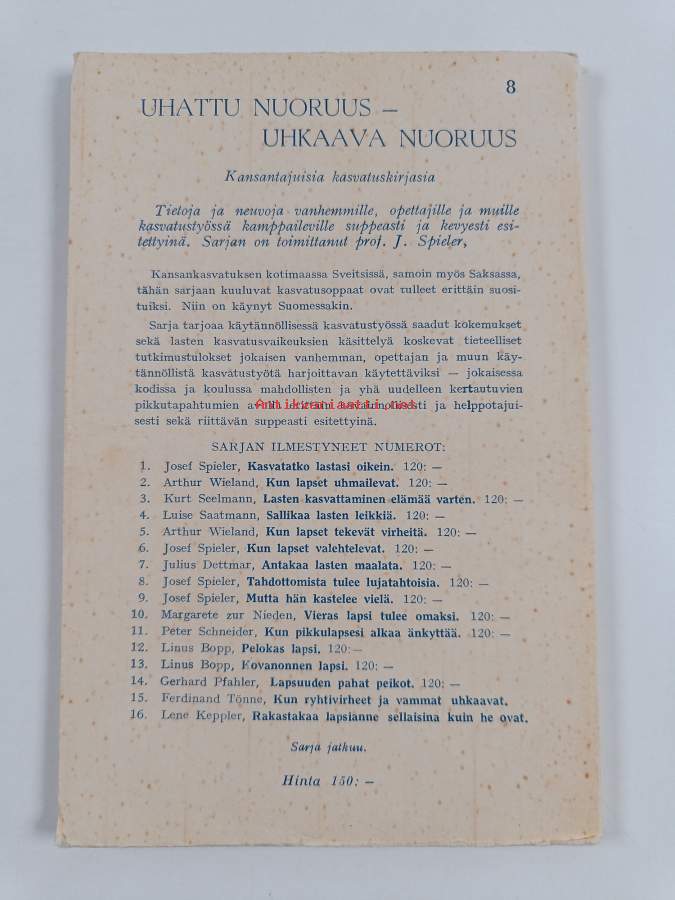 8
UHATTU NUORUUS —
UHKAAVA NUORUUS
Kansantajuisia kasvatuskirjasia
Tietoja ja neuvoja vanhemmille, opettajille ja muille
kasvatustyössä kamppaileville suppeasti ja kevyesti esi-
tettyinä. Sarjan on toimittanut prof. J. Spieler,
Kansankasvatuksen kotimaassa Sveitsissä, samoin myös Saksassa,
tähän sarjaan kuuluvat kasvatusoppaat ovat tulleet erittäin suosi-
tuiksi. Niin on käynyt Suomessakin.
Sarja tarjoaa käytännöllisessä kasvatustyössä saadut kokemukset
sekä lasten kasvatusvaikeuksien käsittelyä koskevat tieteelliset
tutkimustulokset jokaisen vanhemman, opettajan ja muun käy-
tännöllistä kasvatustyötä harjoittavan käytettäviksi — jokaisessa
kodissa ja koulussa mahdollisten ja yhä uudelleen kertautuvien
pikkutapahtumien ja helppotajui-
sesti sekä riittävän suppeasti esitettyinä.
Antikvariaatti.net
SARJAN ILMESTYNEET NUMEROT:
1. Josef Spieler, Kasvatatko lastasi oikein. 120: —
2. Arthur Wieland, Kun lapset uhmailevat. 120: —
3. Kurt Seelmann, Lasten kasvattaminen elämää varten. 120: —
4. Luise Saatmann, Sallikaa lasten leikkiä. 120: —
5. Arthur Wieland, Kun lapset tekevät virheitä. 120: —
6. Josef Spieler, Kun lapset valehtelevat. 120: —
7. Julius Dettmar, Antakaa lasten maalata. 120: —
8. Josef Spieler, Tahdottomista tulee lujatahtoisia. 120: —
9. Josef Spieler, Mutta hän kastelee vielä. 120: —
10. Margarete zur Nieden, Vieras lapsi tulee omaksi. 120: —
11. Peter Schneider, Kun pikkulapsesi alkaa änkyttää. 120: —
12. Linus Bopp, Pelokas lapsi. 120: —
13. Linus Bopp, Kovanonnen lapsi. 120: —
14. Gerhard Pfahler, Lapsuuden pahat peikot. 120: —
15. Ferdinand Tönne, Kun ryhtivirheet ja vammat uhkaavat.
16. Lene Keppler, Rakastakaa lapsianne sellaisina kuin he ovat.
Sarja jatkuu.
Hinta 150: —